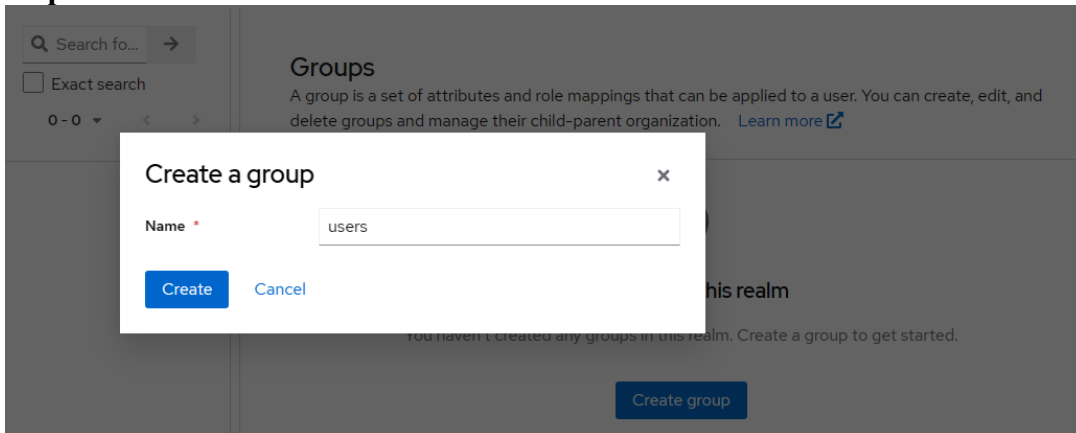 Search fo...
Exact search
0 - 0
Groups
A group is a set of attributes and role mappings that can be applied to a user. You can create, edit, and
delete groups and manage their child-parent organization. Learn more
Create a group
Name *
users
Create Cancel
his realm
You haven't created any groups in this realm. Create a group to get started.
Create group